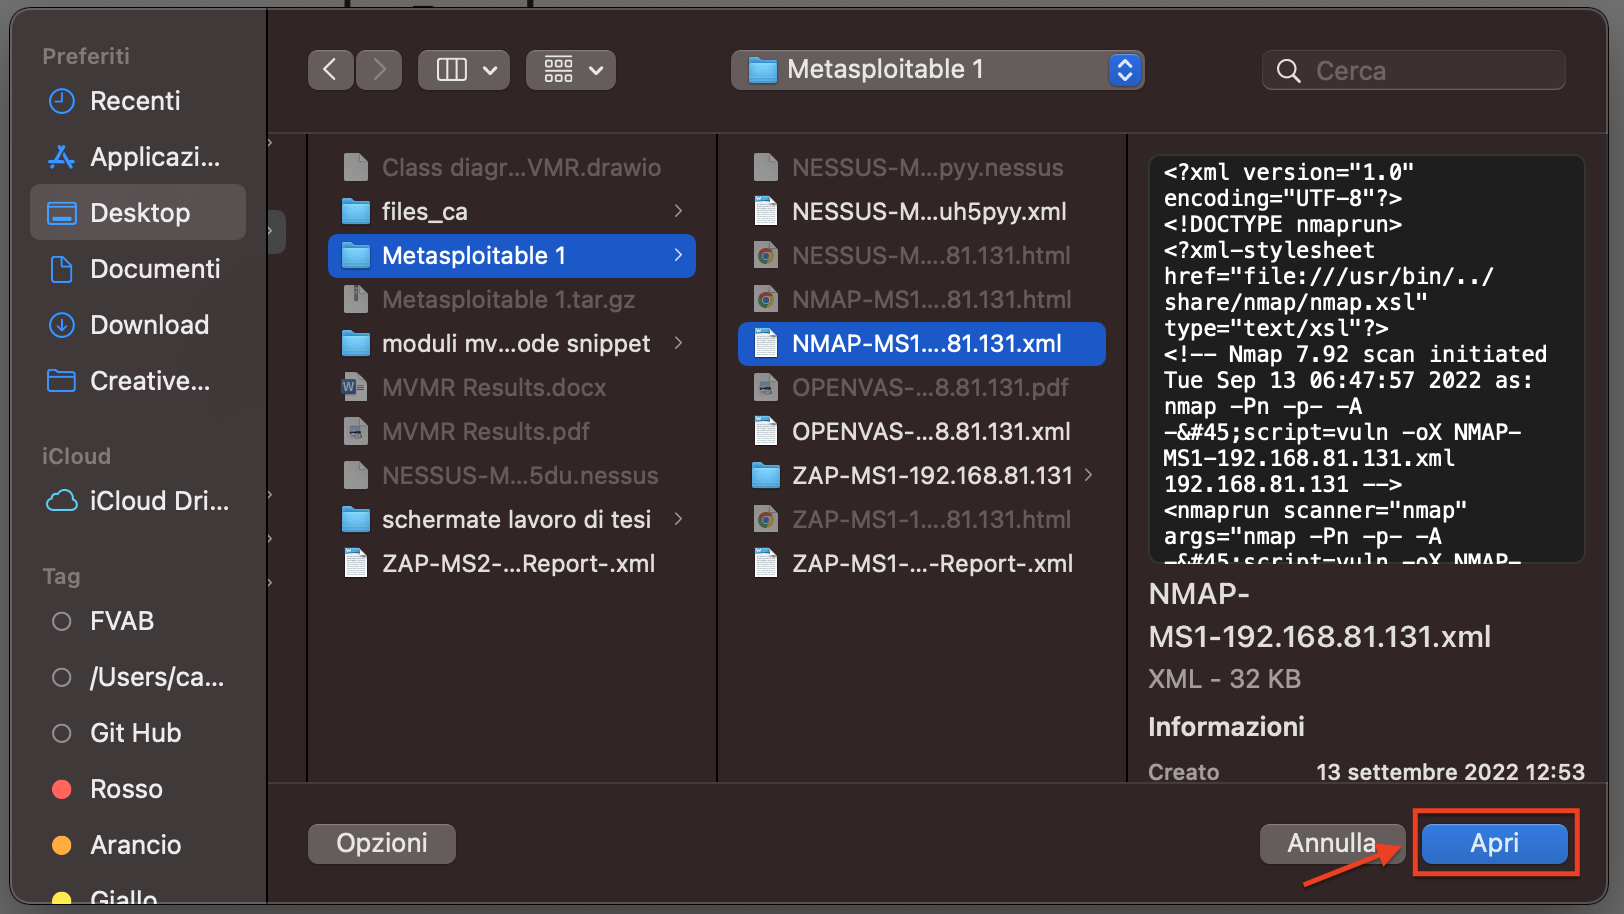 Preferiti
Recenti
Applicazi...
Desktop
Documenti
Download
Creative...
iCloud
iCloud Dri...
Tag
FVAB
/Users/ca...
Git Hub
Rosso
Arancio
Giallo
Metasploitable 1
Cerca
Class diagr...VMR.drawio
files_ca
Metasploitable 1
Metasploitable 1.tar.gz
moduli mv...ode snippet
MVMR Results.docx
MVMR Results.pdf
NESSUS-M...5du.nessus
schermate lavoro di tesi
ZAP-MS2-...Report-.xml
NESSUS-M...pyy.nessus
NESSUS-M...uh5pyy.xml
NESSUS-M....81.131.html
NMAP-MS1....81.131.html
NMAP-MS1....81.131.xml
OPENVAS-...8.81.131.pdf
OPENVAS-...8.81.131.xml
ZAP-MS1-192.168.81.131
ZAP-MS1-1....81.131.html
ZAP-MS1-...-Report-.xml
<?xml version="1.0"
encoding="UTF-8"?>
<!DOCTYPE nmaprun>
<?xml-stylesheet
href="file:///usr/bin/../
share/nmap/nmap.xsl"
type="text/xsl"?>
<!-- Nmap 7.92 scan initiated
Tue Sep 13 06:47:57 2022 as:
nmap -Pn -p- -A
-&#45;script=vuln -oX NMAP-
MS1-192.168.81.131.xml
192.168.81.131 -->
<nmaprun scanner="nmap"
args="nmap -Pn -p- -A
-&#45;script=vuln -oX NMAP-
NMAP-
MS1-192.168.81.131.xml
XML - 32 KB
Informazioni
Creato 13 settembre 2022 12:53
Opzioni
Annulla
Apri